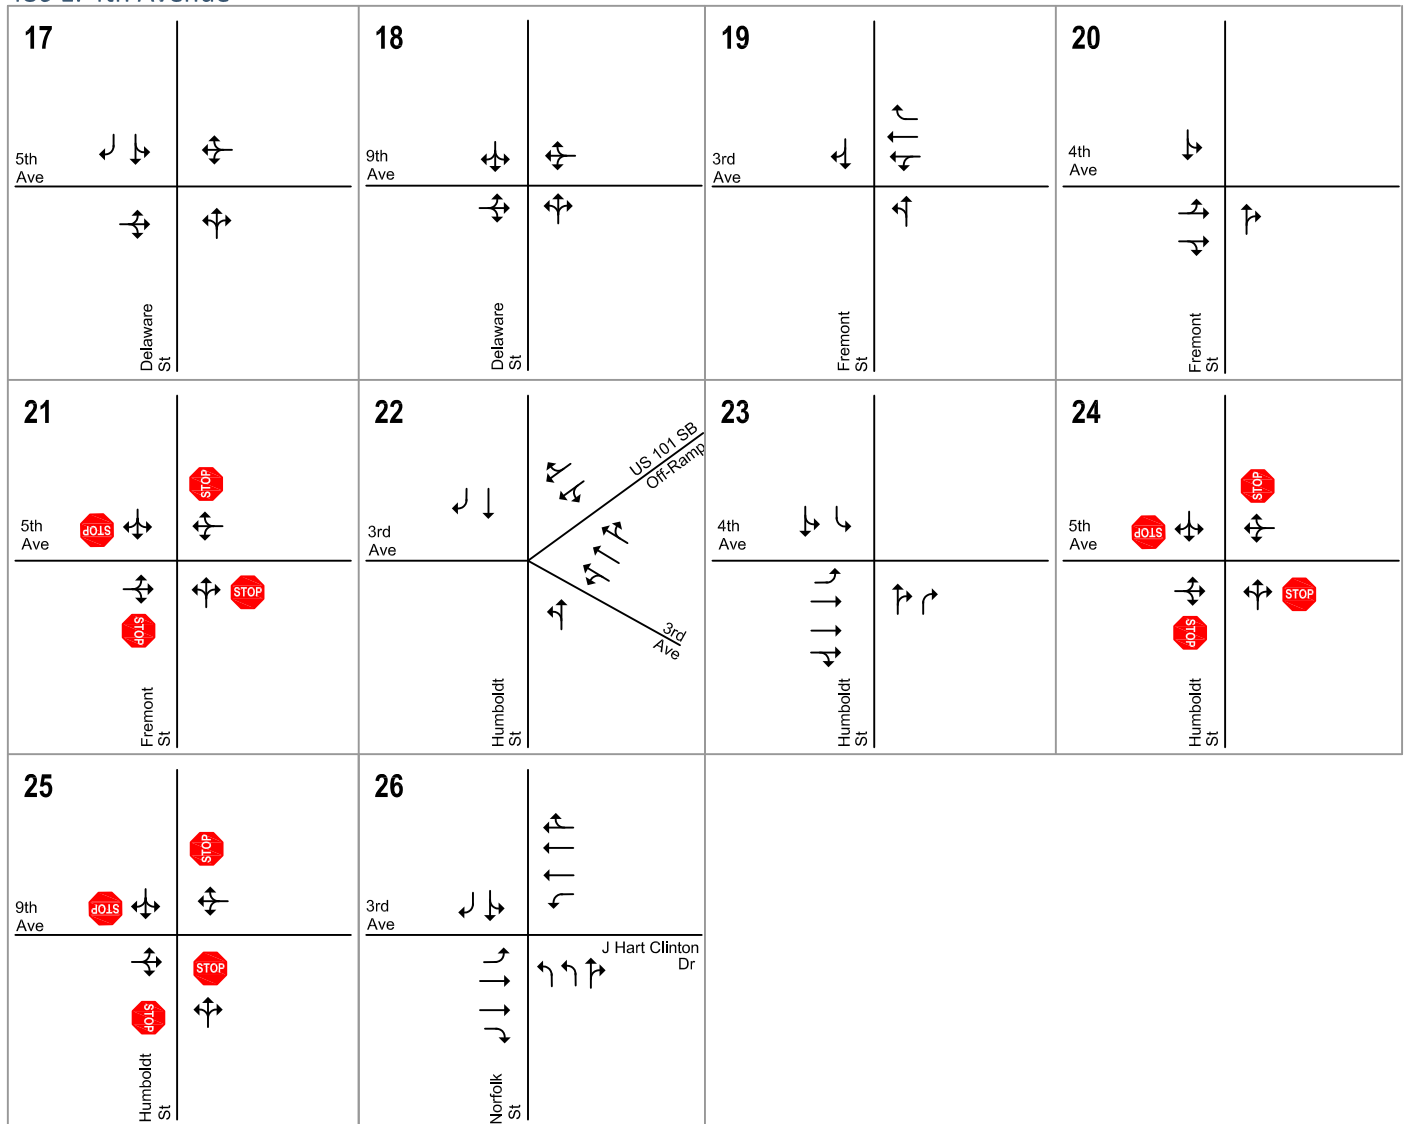 480 E. 4th Avenue
17
5th
Ave
Delaware
St
18
9th
Ave
Delaware
St
19
3rd
Ave
Fremont
St
20
4th
Ave
Fremont
St
21
STOP
STOP
5th
Ave
STOP
STOP
Fremont
St
22
US 101 SB
Off-Ramp
3rd
Ave
3rd
Ave
Humboldt
St
23
4th
Ave
Humboldt
St
24
STOP
STOP
5th
Ave
STOP
STOP
Humboldt
St
25
STOP
STOP
9th
Ave
STOP
STOP
Humboldt
St
26
3rd
Ave
J Hart Clinton
Dr
Norfolk
St